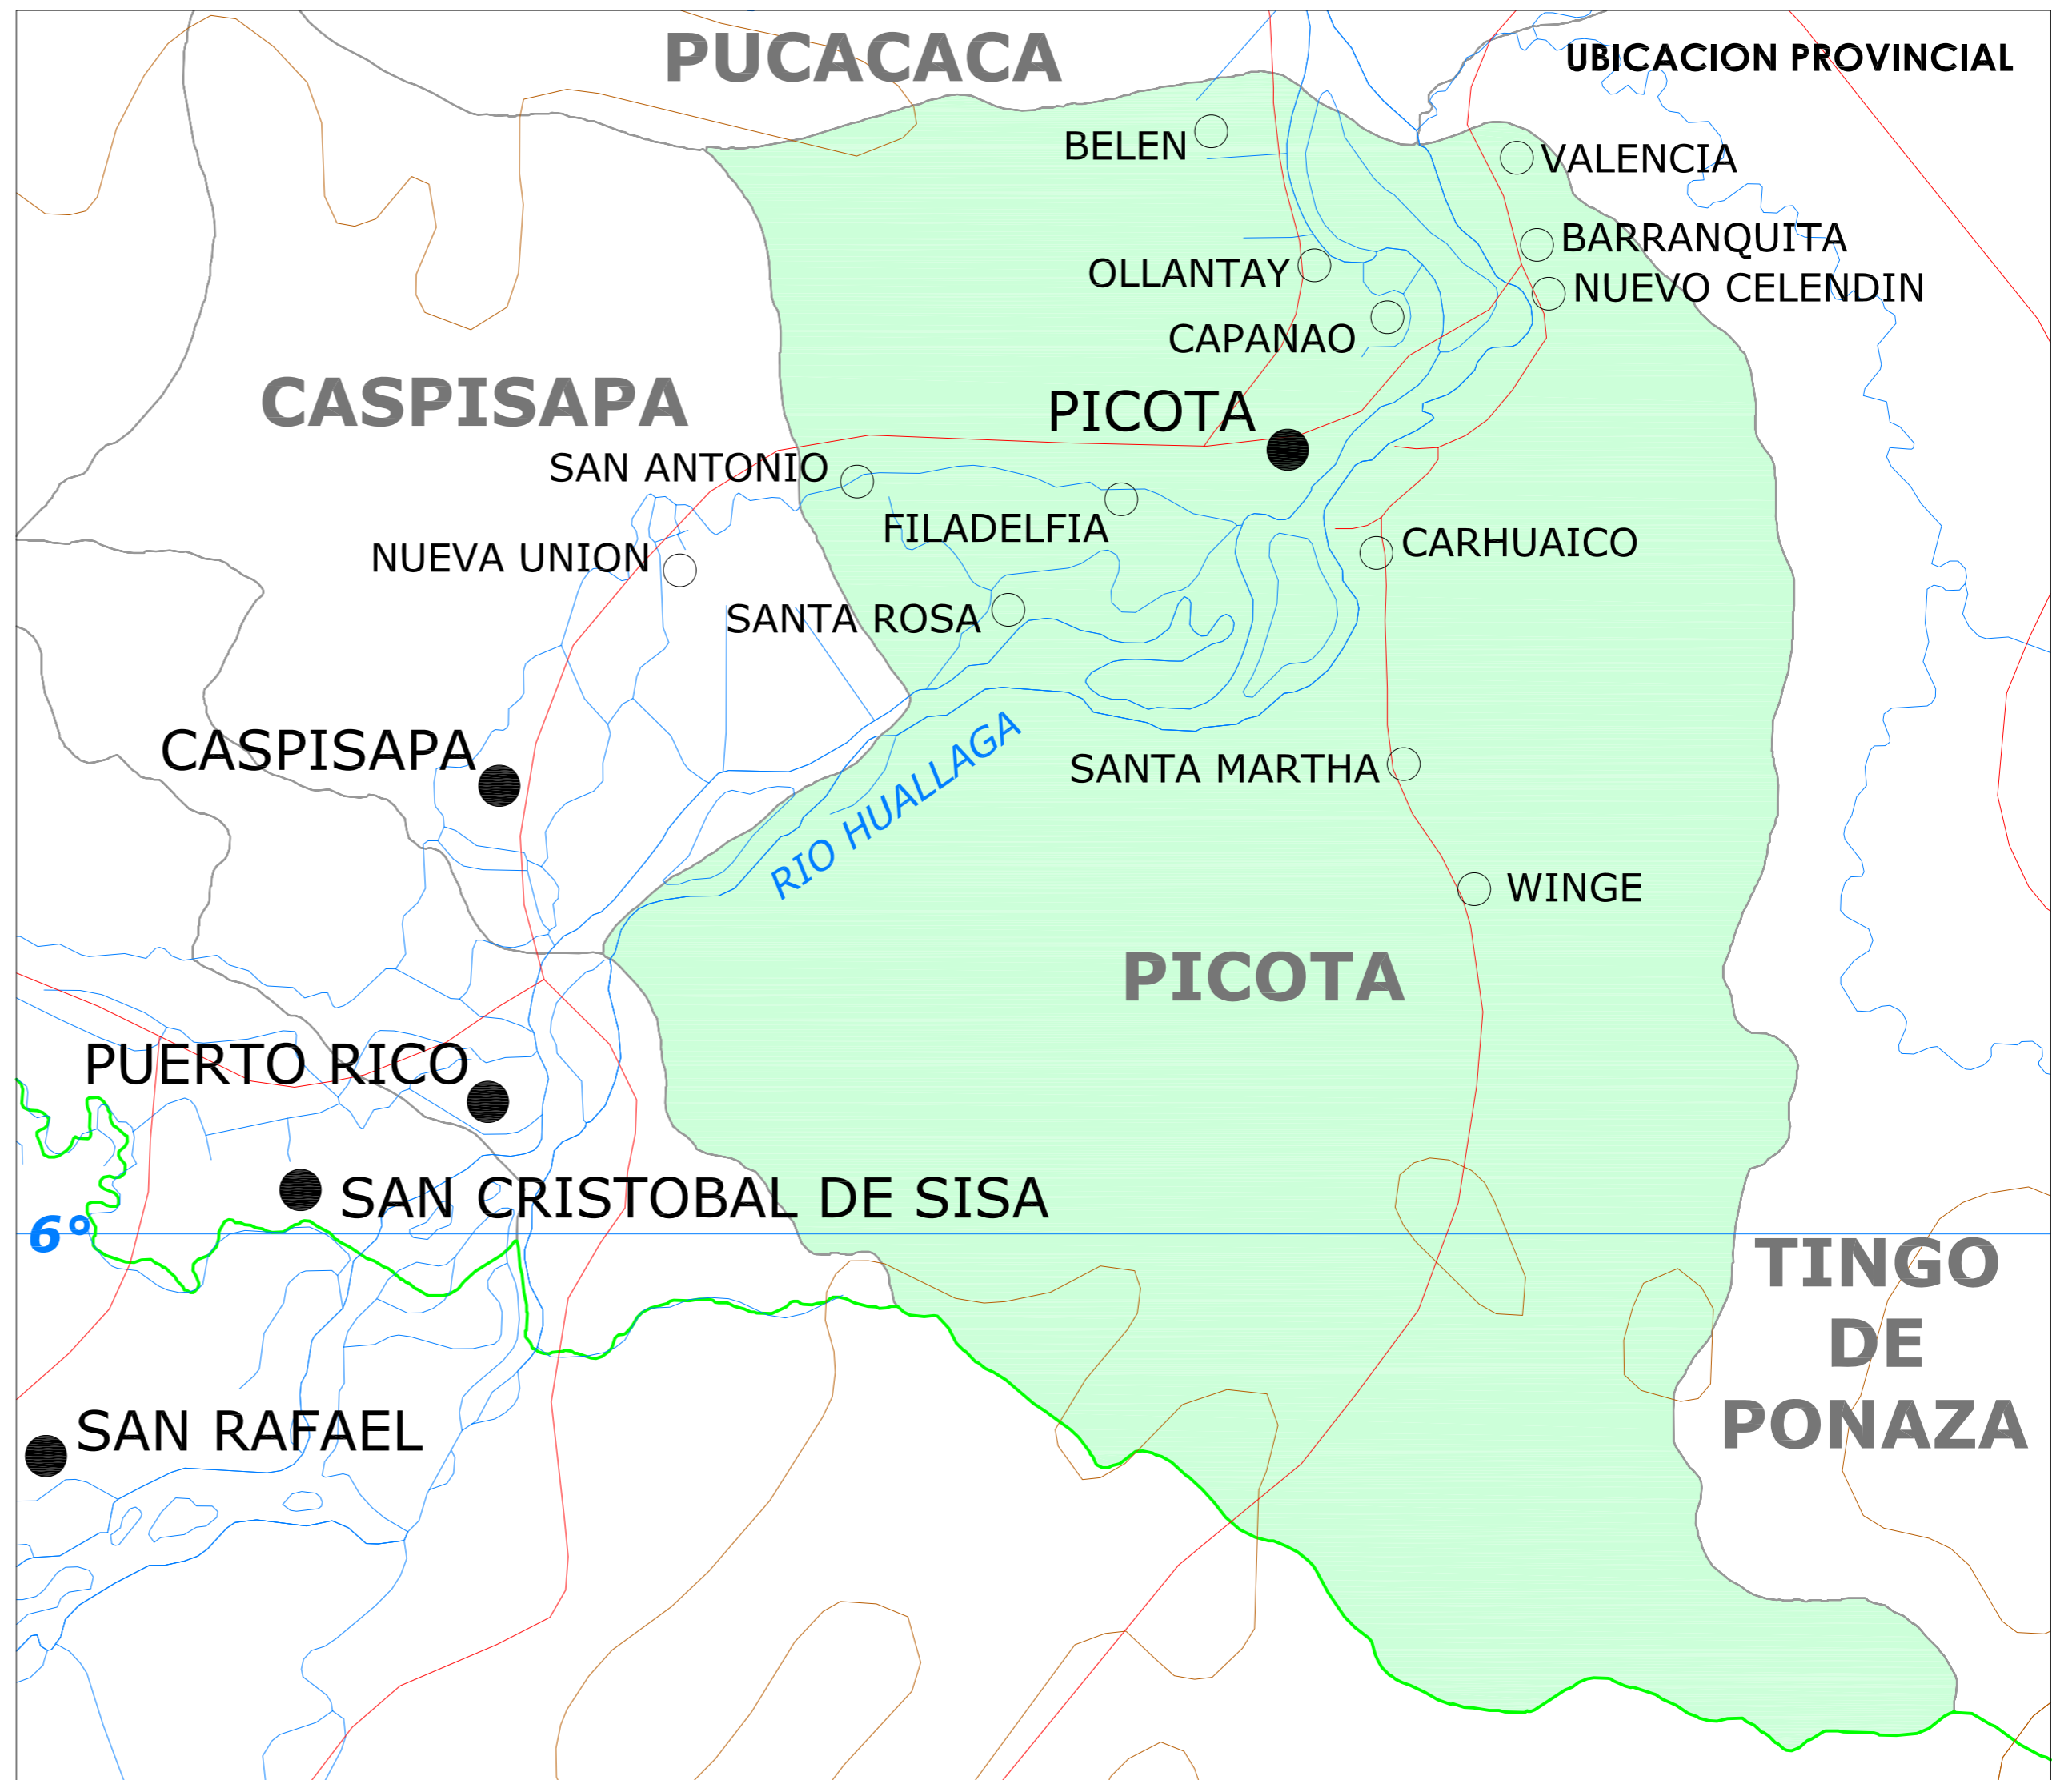 PUCACACA
UBICACION PROVINCIAL
BELEN
VALENCIA
BARRANQUITA
OLLANTAY
NUEVO CELENDIN
CAPANAO
CASPISAPA
PICOTA
SAN ANTONIO
FILADELFIA
CARHUAICO
NUEVA UNION
SANTA ROSA
CASPISAPA
SANTA MARTHA
RIO HUALLAGA
WINGE
PICOTA
PUERTO RICO
SAN CRISTOBAL DE SISA
6°
TINGO
DE
PONAZA
SAN RAFAEL